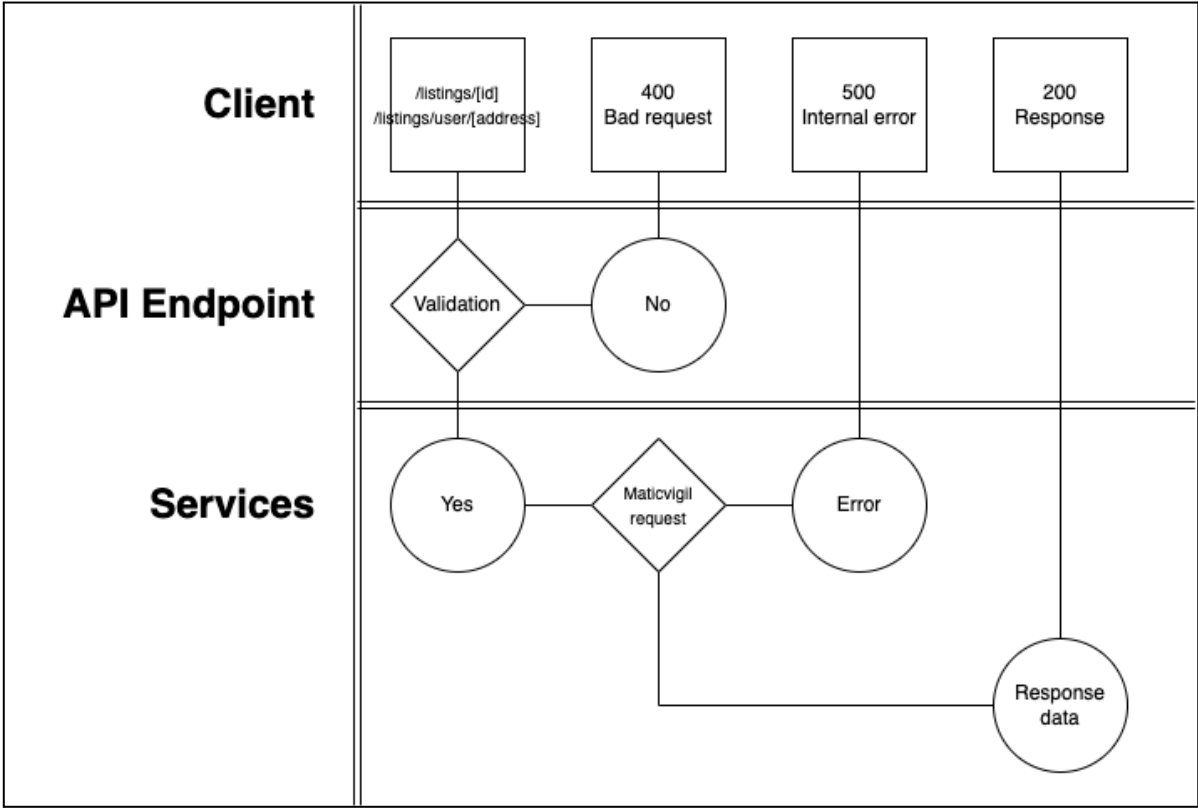 Client
/listings/[id]
/listings/user/[address]
400
Bad request
500
Internal error
200
Response
API Endpoint
Validation
No
Services
Yes
Maticvigil
request
Error
Response
data